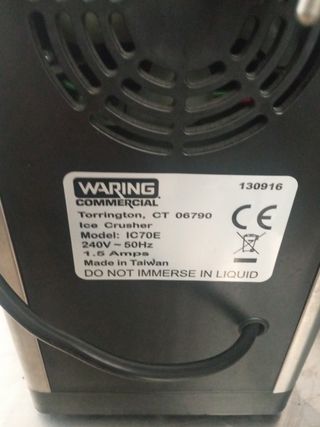 WARING
COMMERCIAL
130916
Torrington, CT 06790
Ice Crusher
Model: IC70E
240V ~ 50Hz
1.5 Amps
Made in Taiwan
DO NOT IMMERSE IN LIQUID
CE